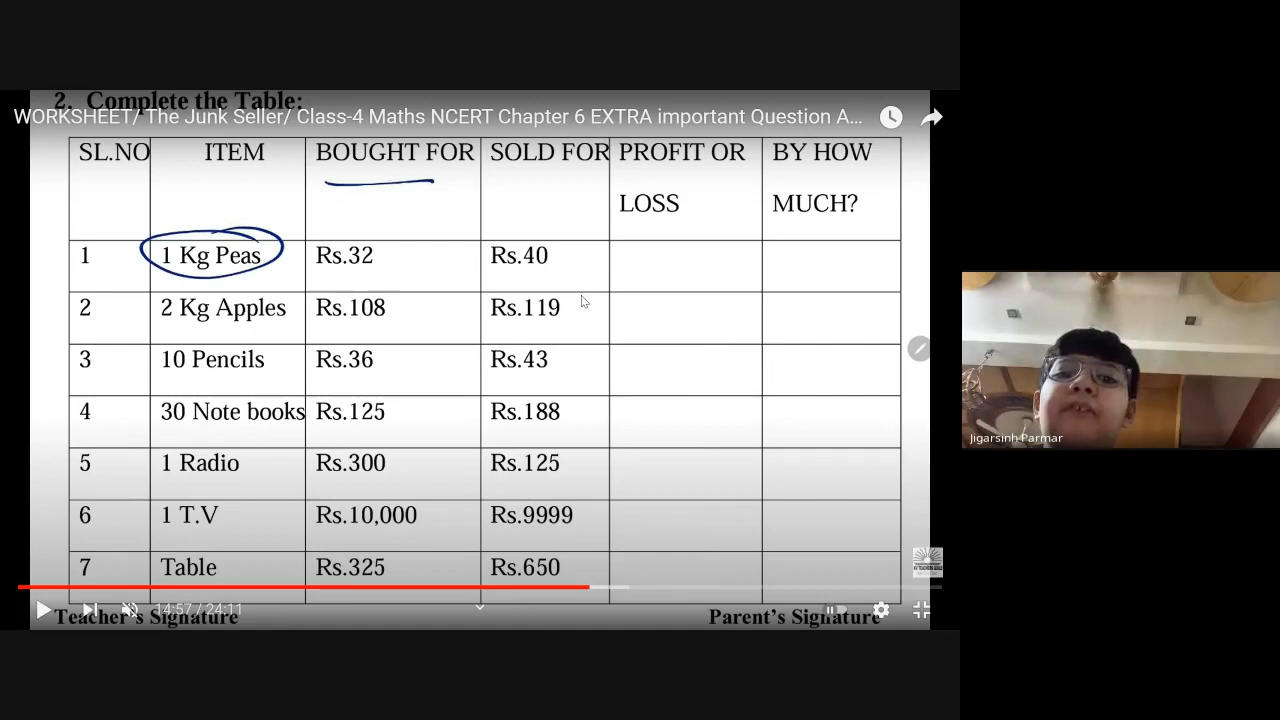 2. Complete the Table:
WORKSHEET/ The Junk Seller/ Class-4 Maths NCERT Chapter 6 EXTRA important Question A...
SL.NO ITEM BOUGHT FOR SOLD FOR PROFIT OR LOSS BY HOW MUCH?
1 1 Kg Peas Rs.32 Rs.40
2 2 Kg Apples Rs.108 Rs.119
3 10 Pencils Rs.36 Rs.43
4 30 Note books Rs.125 Rs.188
5 1 Radio Rs.300 Rs.125
6 1 T.V Rs.10,000 Rs.9999
7 Table Rs.325 Rs.650
14:57 / 24:11
Teacher's Signature Parent's Signature
Jigarsinh Parmar